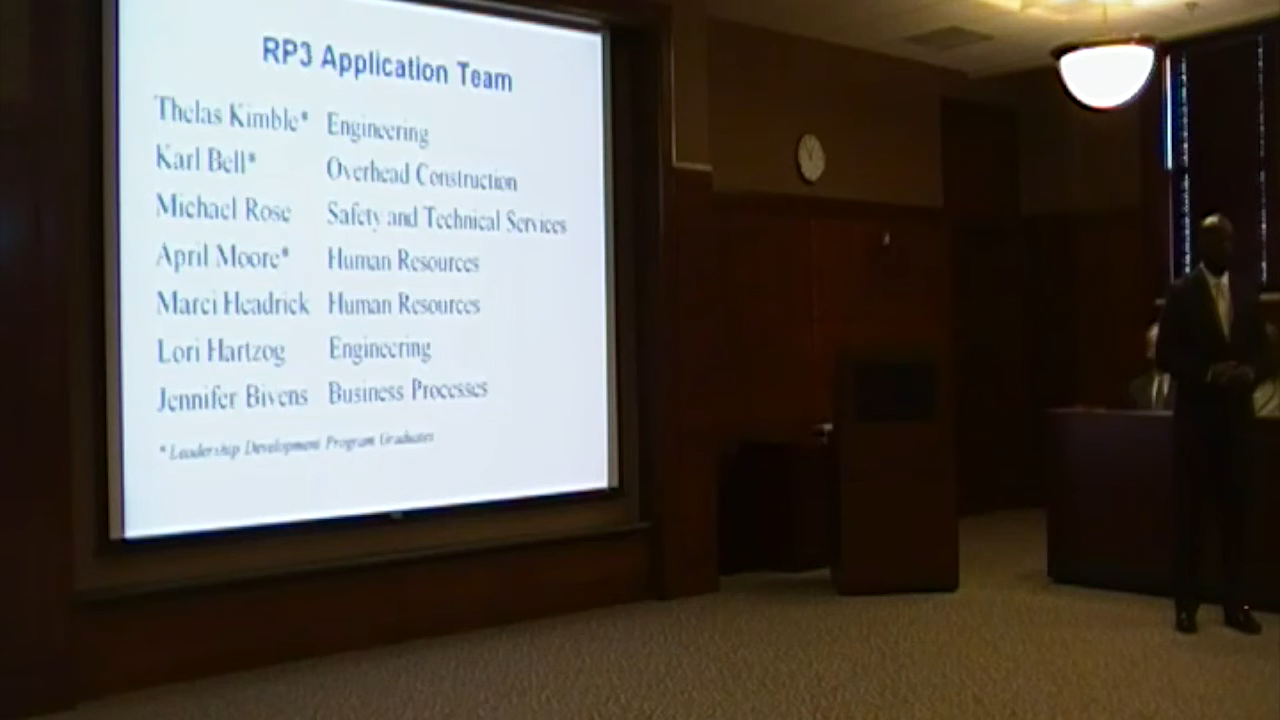 RP3 Application Team
Thelas Kimble* Engineering
Karl Bell* Overhead Construction
Michael Rose Safety and Technical Services
April Moore* Human Resources
Marci Headrick Human Resources
Lori Hartzog Engineering
Jennifer Bivens Business Processes
* Leadership Development Program Graduates